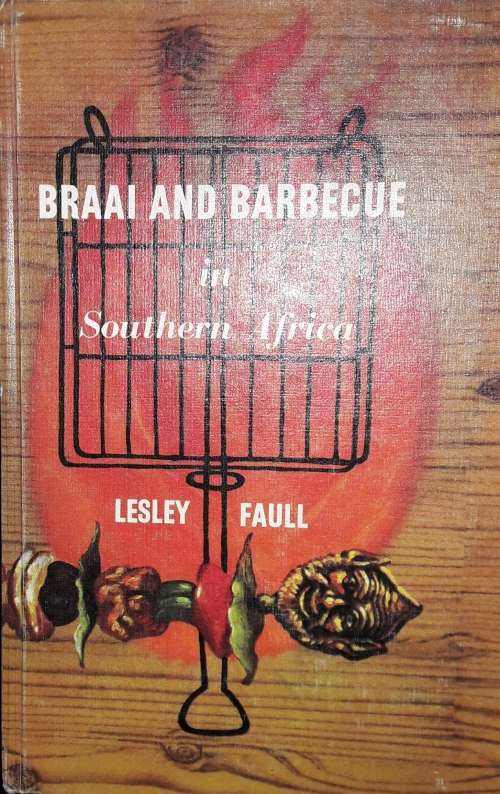 BRAAI AND BARBECUE
in
Southern Africa
LESLEY FAULL